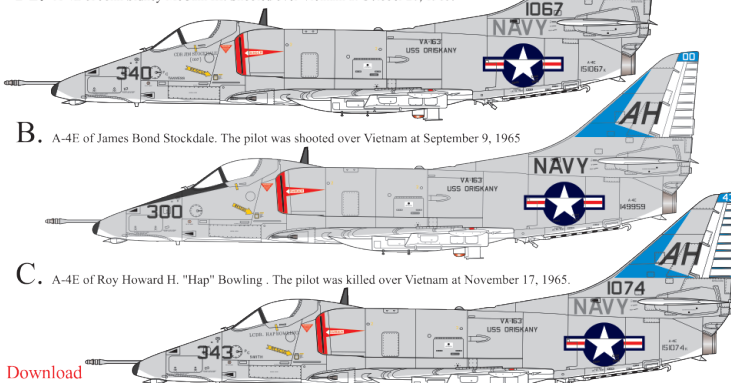 1067
NAVY
VA-163
USS ORISKANY
340
A-4E
151067
B. A-4E of James Bond Stockdale. The pilot was shooted over Vietnam at September 9, 1965
00
AH
NAVY
VA-163
USS ORISKANY
300
A-4E
149959
C. A-4E of Roy Howard H. "Hap" Bowling . The pilot was killed over Vietnam at November 17, 1965.
AH
1074
NAVY
VA-163
USS ORISKANY
343
A-4E
151074
Download